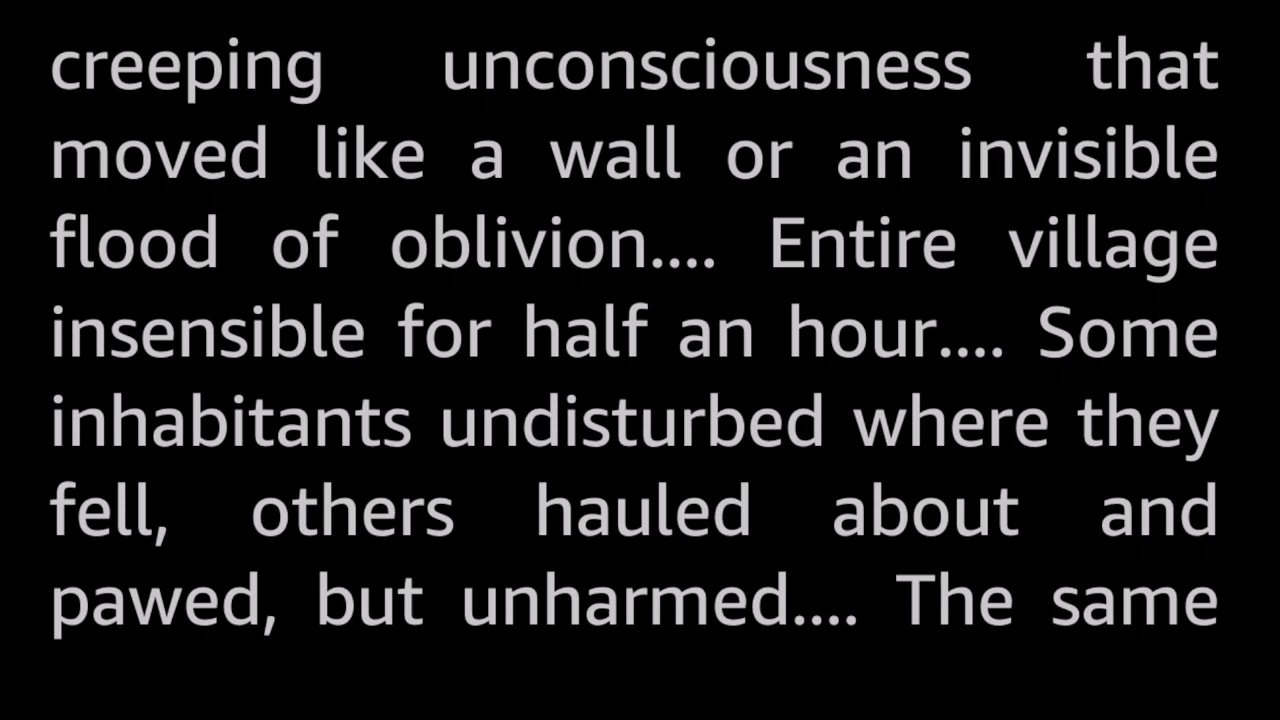 creeping unconsciousness that
moved like a wall or an invisible
flood of oblivion.... Entire village
insensible for half an hour.... Some
inhabitants undisturbed where they
fell, others hauled about and
pawed, but unharmed.... The same